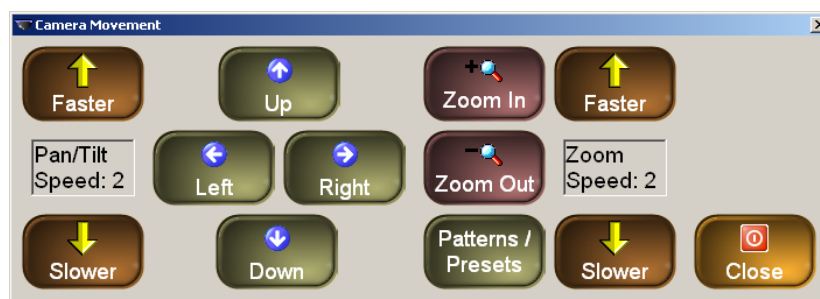 Camera Movement
Faster
Up
Zoom In
Faster
Pan/Tilt
Speed: 2
Left
Right
Zoom Out
Zoom
Speed: 2
Slower
Down
Patterns /
Presets
Slower
Close